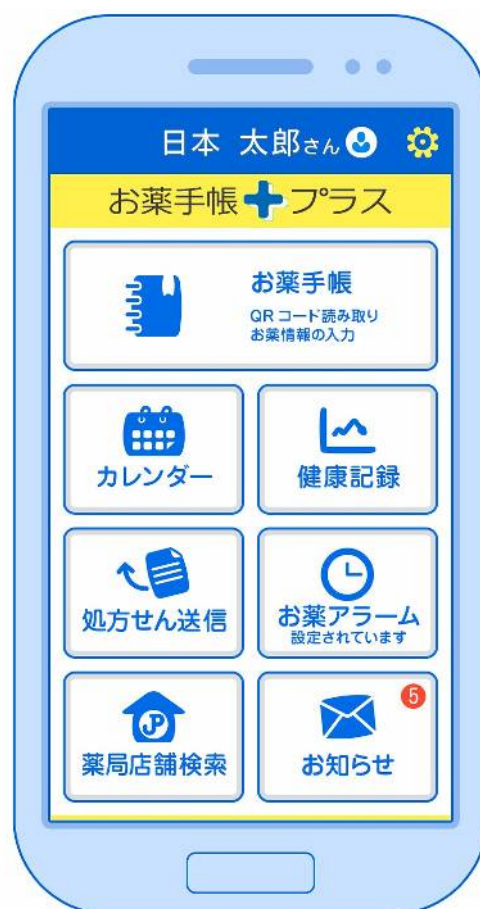 日本 太郎さん
お薬手帳プラス
お薬手帳
QRコード読み取り
お薬情報の入力
カレンダー
健康記録
処方せん送信
お薬アラーム
設定されています
JP
薬局店舗検索
5
お知らせ